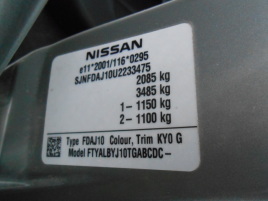 NISSAN
e11*2001/116*0295
SJNFDAJ10U2233475
2085 kg
3485 kg
1- 1150 kg
2- 1100 kg
Type FDAJ10 Colour, Trim KY0 G
Model FTYALBYJ10TGABCDC-